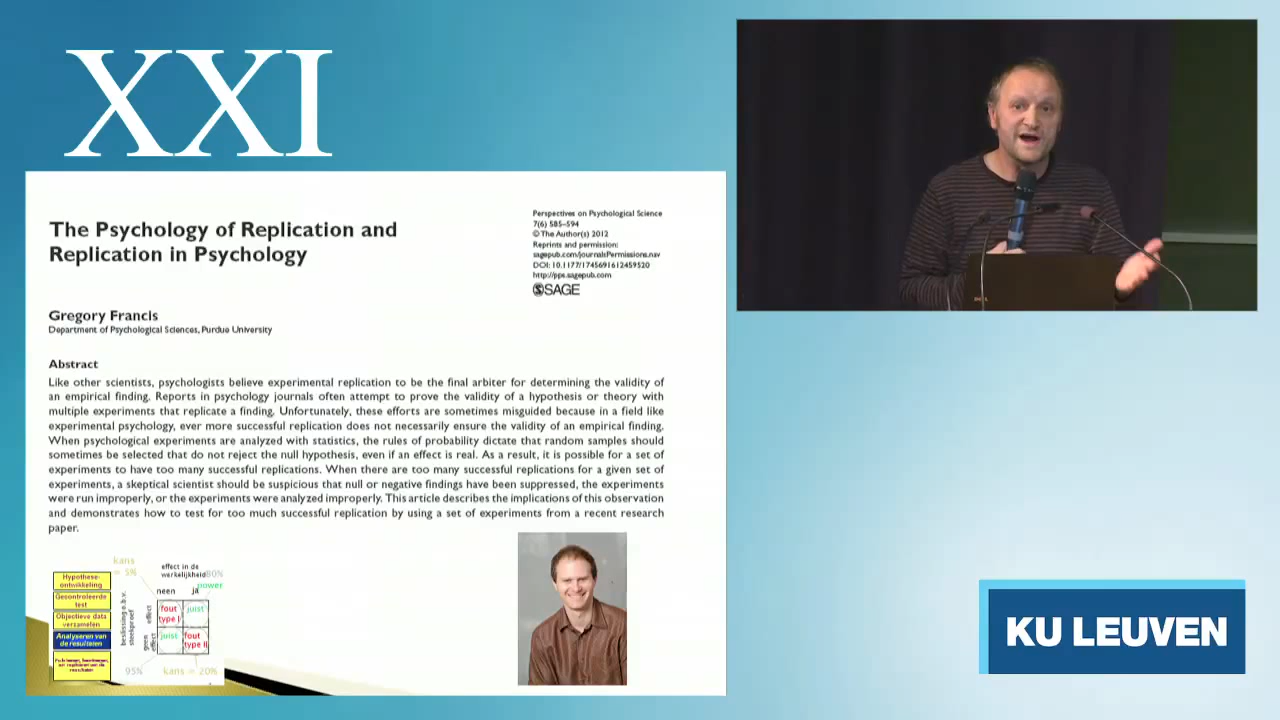 XXI
The Psychology of Replication and
Replication in Psychology
Perspectives on Psychological Science
7(6) 585–594
© The Author(s) 2012
Reprints and permission:
sagepub.com/journalsPermissions.nav
DOI: 10.1177/1745691612459520
http://pps.sagepub.com
SAGE
Gregory Francis
Department of Psychological Sciences, Purdue University
Abstract
Like other scientists, psychologists believe experimental replication to be the final arbiter for determining the validity of
an empirical finding. Reports in psychology journals often attempt to prove the validity of a hypothesis or theory with
multiple experiments that replicate a finding. Unfortunately, these efforts are sometimes misguided because in a field like
experimental psychology, ever more successful replication does not necessarily ensure the validity of an empirical finding.
When psychological experiments are analyzed with statistics, the rules of probability dictate that random samples should
sometimes be selected that do not reject the null hypothesis, even if an effect is real. As a result, it is possible for a set of
experiments to have too many successful replications. When there are too many successful replications for a given set of
experiments, a skeptical scientist should be suspicious that null or negative findings have been suppressed, the experiments
were run improperly, or the experiments were analyzed improperly. This article describes the implications of this observation
and demonstrates how to test for too much successful replication by using a set of experiments from a recent research
paper.
Hypothese-
ontwikkeling
Gecontroleerde
test
Objectieve data
verzamelen
Analyseren van
de resultaten
kans
= 5%
effect in de
werkelijkheid
80%
power
neen
ja
beslissing o.b.v.
steekproef
effect
geen
effect
fout
type I
juist
juist
fout
type II
95%
kans = 20%
DELL
KU LEUVEN